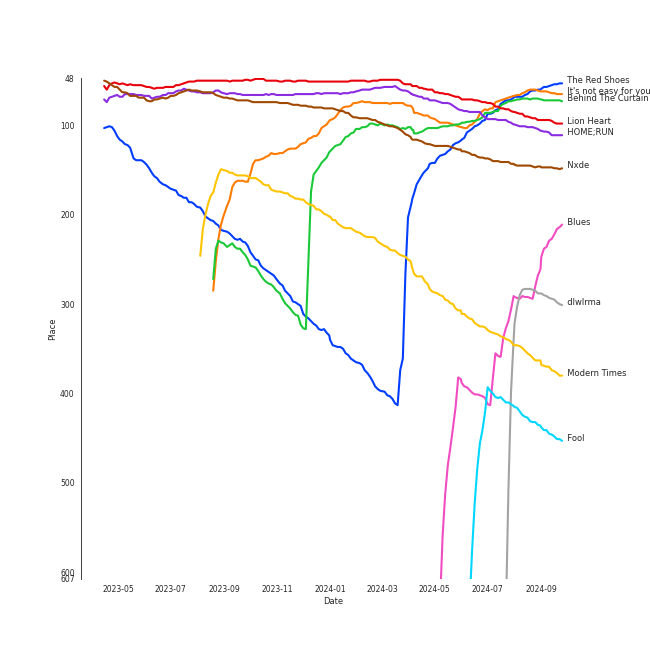 48
100
200
300
400
500
600
607
Place
2023-05
2023-07
2023-09
2023-11
2024-01
2024-03
2024-05
2024-07
2024-09
Date
The Red Shoes
It's not easy for you
Behind The Curtain
Lion Heart
HOME;RUN
Nxde
Blues
dlwlrma
Modern Times
Fool